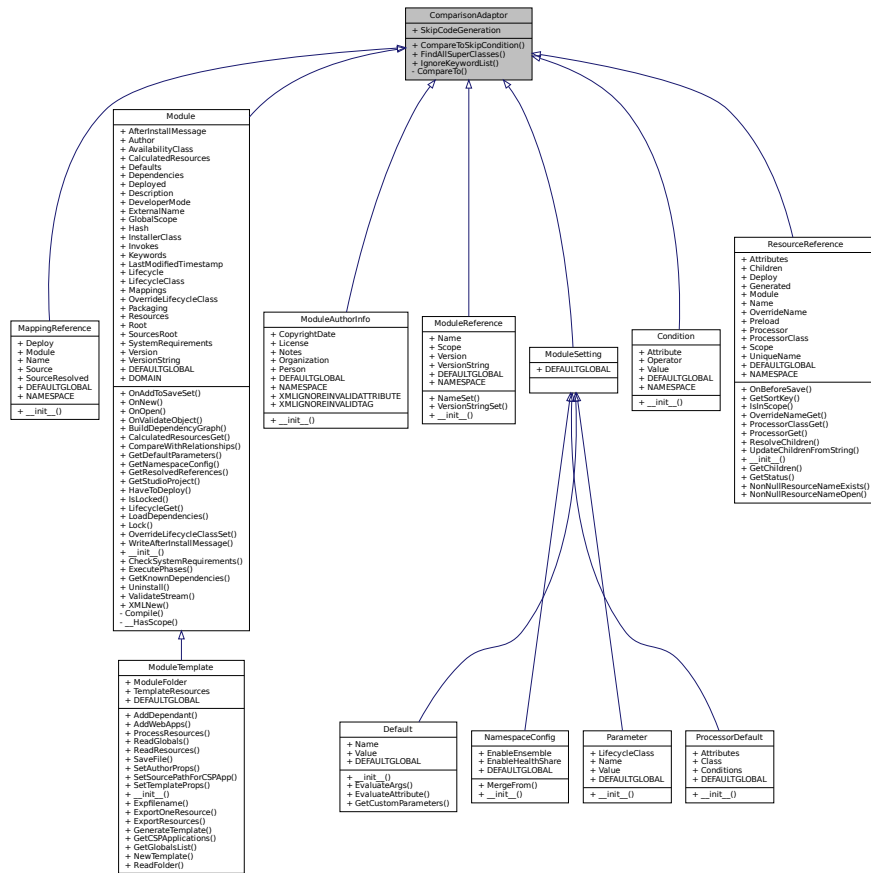 ComparisonAdaptor
+ SkipCodeGeneration
+ CompareToSkipCondition()
+ FindAllSuperClasses()
+ IgnoreKeywordList()
- CompareTo()
Module
+ AfterInstallMessage
+ Author
+ AvailabilityClass
+ CalculatedResources
+ Defaults
+ Dependencies
+ Deployed
+ Description
+ DeveloperMode
+ ExternalName
+ GlobalScope
+ Hash
+ InstallerClass
+ Invokes
+ Keywords
+ LastModifiedTimestamp
+ Lifecycle
+ LifecycleClass
+ Mappings
+ OverrideLifecycleClass
+ Packaging
+ Resources
+ Root
+ SourcesRoot
+ SystemRequirements
+ Version
+ VersionString
+ DEFAULTGLOBAL
+ DOMAIN
+ OnAddToSaveSet()
+ OnNew()
+ OnOpen()
+ OnValidateObject()
+ BuildDependencyGraph()
+ CalculatedResourcesGet()
+ CompareWithRelationships()
+ GetDefaultParameters()
+ GetNamespaceConfig()
+ GetResolvedReferences()
+ GetStudioProject()
+ HaveToDeploy()
+ IsLocked()
+ LifecycleGet()
+ LoadDependencies()
+ Lock()
+ OverrideLifecycleClassSet()
+ WriteAfterInstallMessage()
+ __init__()
+ CheckSystemRequirements()
+ ExecutePhases()
+ GetKnownDependencies()
+ Uninstall()
+ ValidateStream()
+ XMLNew()
- Compile()
- __HasScope()
MappingReference
+ Deploy
+ Module
+ Name
+ Source
+ SourceResolved
+ DEFAULTGLOBAL
+ NAMESPACE
+ __init__()
ModuleAuthorInfo
+ CopyrightDate
+ License
+ Notes
+ Organization
+ Person
+ DEFAULTGLOBAL
+ NAMESPACE
+ XMLIGNOREINVALIDATTRIBUTE
+ XMLIGNOREINVALIDTAG
+ __init__()
ModuleReference
+ Name
+ Scope
+ Version
+ VersionString
+ DEFAULTGLOBAL
+ NAMESPACE
+ NameSet()
+ VersionStringSet()
+ __init__()
ModuleSetting
+ DEFAULTGLOBAL
Condition
+ Attribute
+ Operator
+ Value
+ DEFAULTGLOBAL
+ NAMESPACE
+ __init__()
ResourceReference
+ Attributes
+ Children
+ Deploy
+ Generated
+ Module
+ Name
+ OverrideName
+ Preload
+ Processor
+ ProcessorClass
+ Scope
+ UniqueName
+ DEFAULTGLOBAL
+ NAMESPACE
+ OnBeforeSave()
+ GetSortKey()
+ IsInScope()
+ OverrideNameGet()
+ ProcessorClassGet()
+ ProcessorGet()
+ ResolveChildren()
+ UpdateChildrenFromString()
+ __init__()
+ GetChildren()
+ GetStatus()
+ NonNullResourceNameExists()
+ NonNullResourceNameOpen()
ModuleTemplate
+ ModuleFolder
+ TemplateResources
+ DEFAULTGLOBAL
+ AddDependant()
+ AddWebApps()
+ ProcessResources()
+ ReadGlobals()
+ ReadResources()
+ SaveFile()
+ SetAuthorProps()
+ SetSourcePathForCSPApp()
+ SetTemplateProps()
+ __init__()
+ Expfilename()
+ ExportOneResource()
+ ExportResources()
+ GenerateTemplate()
+ GetCSPApplications()
+ GetGlobalsList()
+ NewTemplate()
+ ReadFolder()
Default
+ Name
+ Value
+ DEFAULTGLOBAL
+ __init__()
+ EvaluateArgs()
+ EvaluateAttribute()
+ GetCustomParameters()
NamespaceConfig
+ EnableEnsemble
+ EnableHealthShare
+ DEFAULTGLOBAL
+ MergeFrom()
+ __init__()
Parameter
+ LifecycleClass
+ Name
+ Value
+ DEFAULTGLOBAL
+ __init__()
ProcessorDefault
+ Attributes
+ Class
+ Conditions
+ DEFAULTGLOBAL
+ __init__()